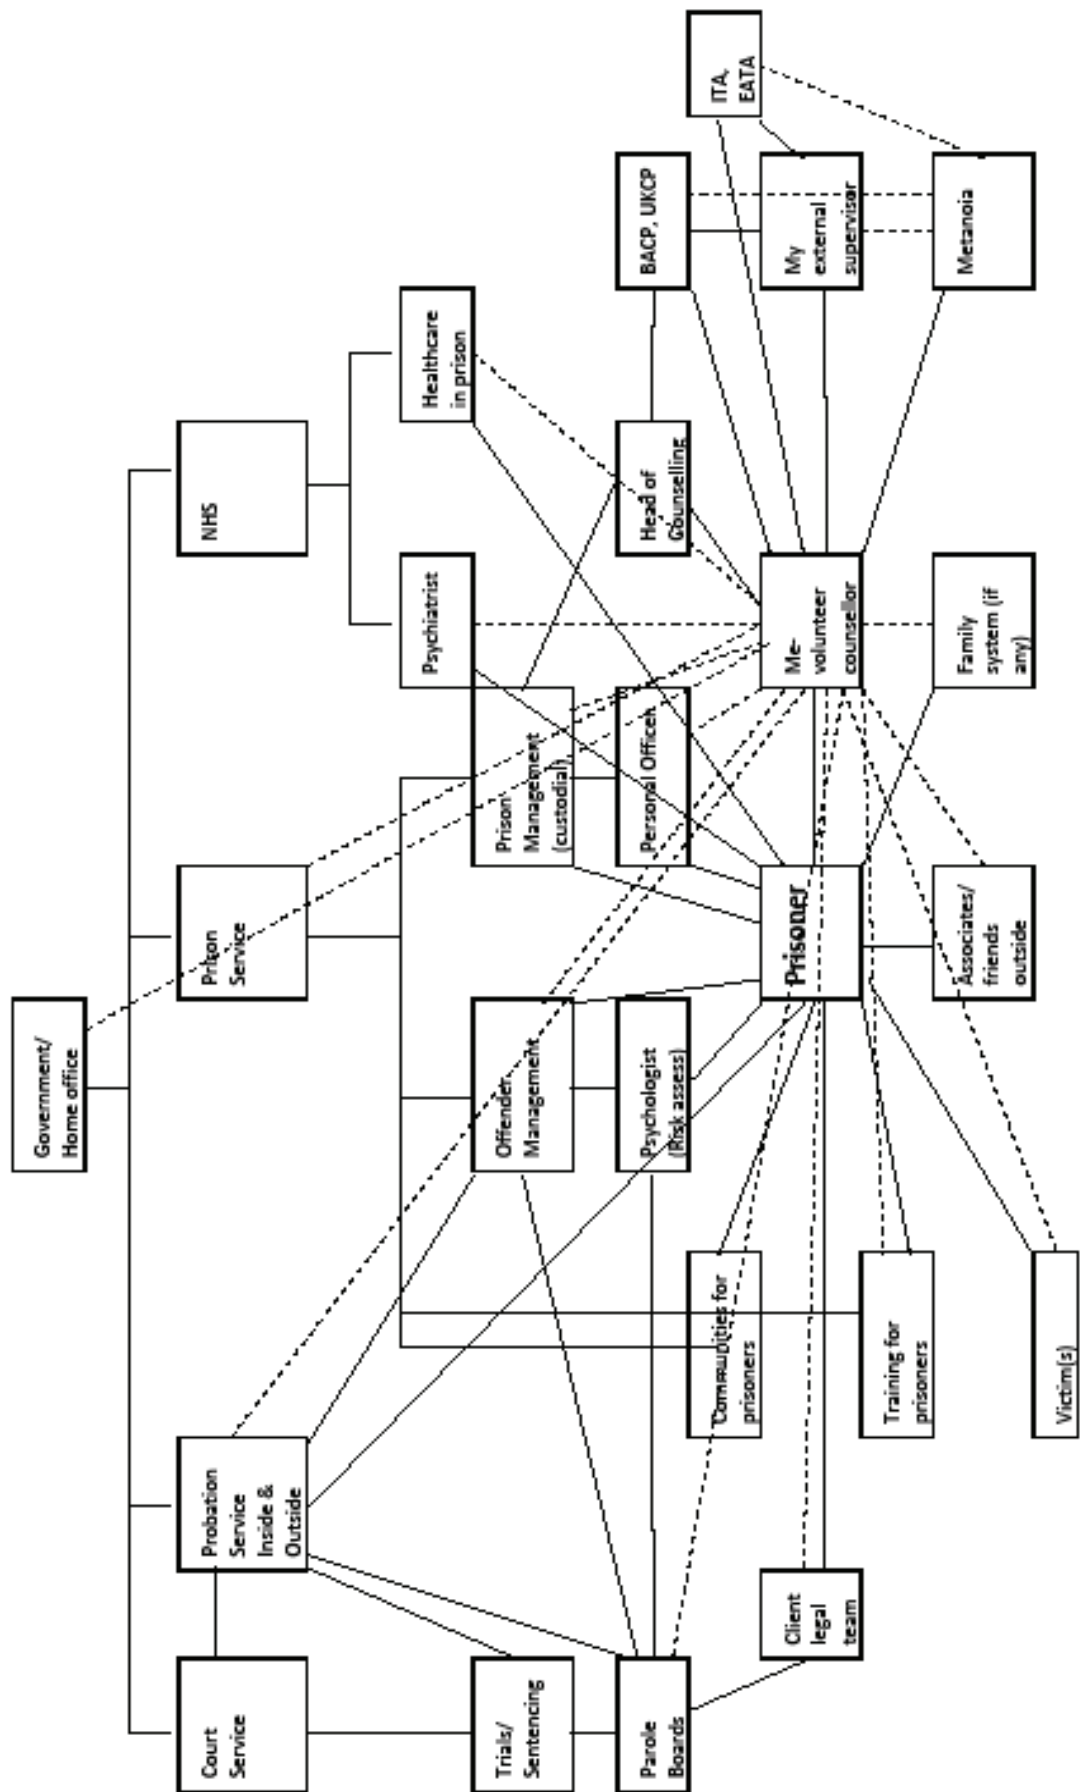 Government/
Home office
Court
Service
Probation
Service
Inside &
Outside
Prison
Service
NHS
Trials/
Sentencing
Offender
Management
Prison
Management
(custodial)
Psychiatrist
Healthcare
in prison
Parole
Boards
Psychologist
(Risk assess)
Personal Officer
Head of
Counselling
BACP, UKCP
Communities for
prisoners
ITA,
EATA
Client
legal
team
Prisoner
Me-
volunteer
counsellor
My
external
supervisor
Training for
prisoners
Associates/
friends
outside
Family
system (if
any)
Metanoia
Victim(s)